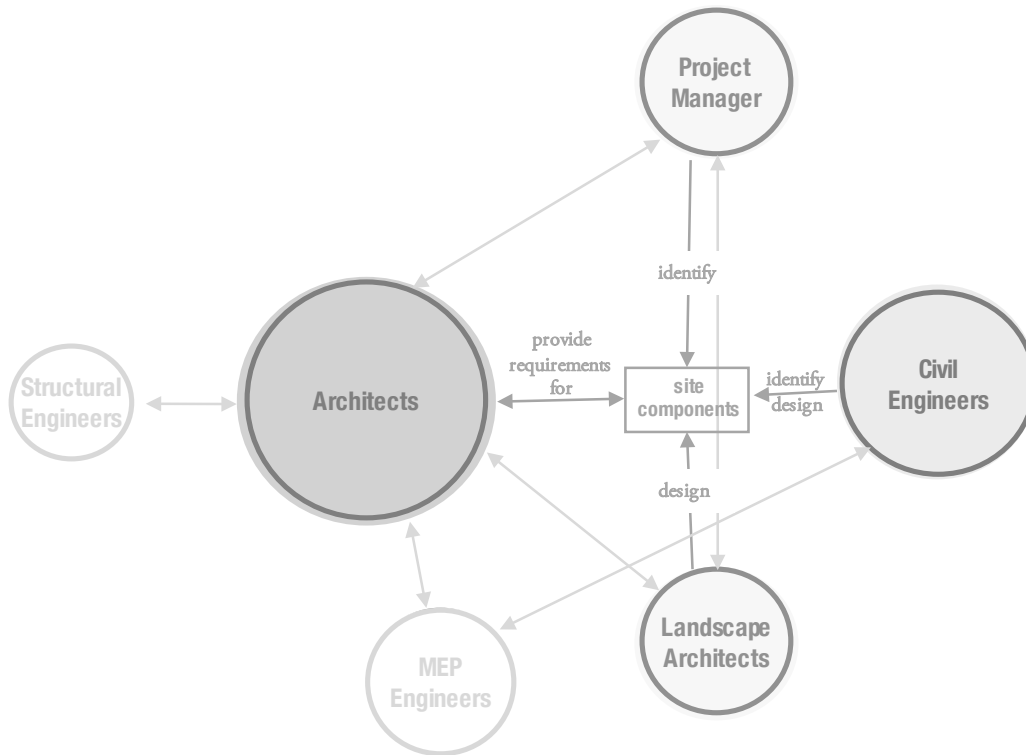 Project
Manager
identify
provide
requirements
for
Structural
Engineers
Architects
site
components
identify
design
Civil
Engineers
design
Landscape
Architects
MEP
Engineers